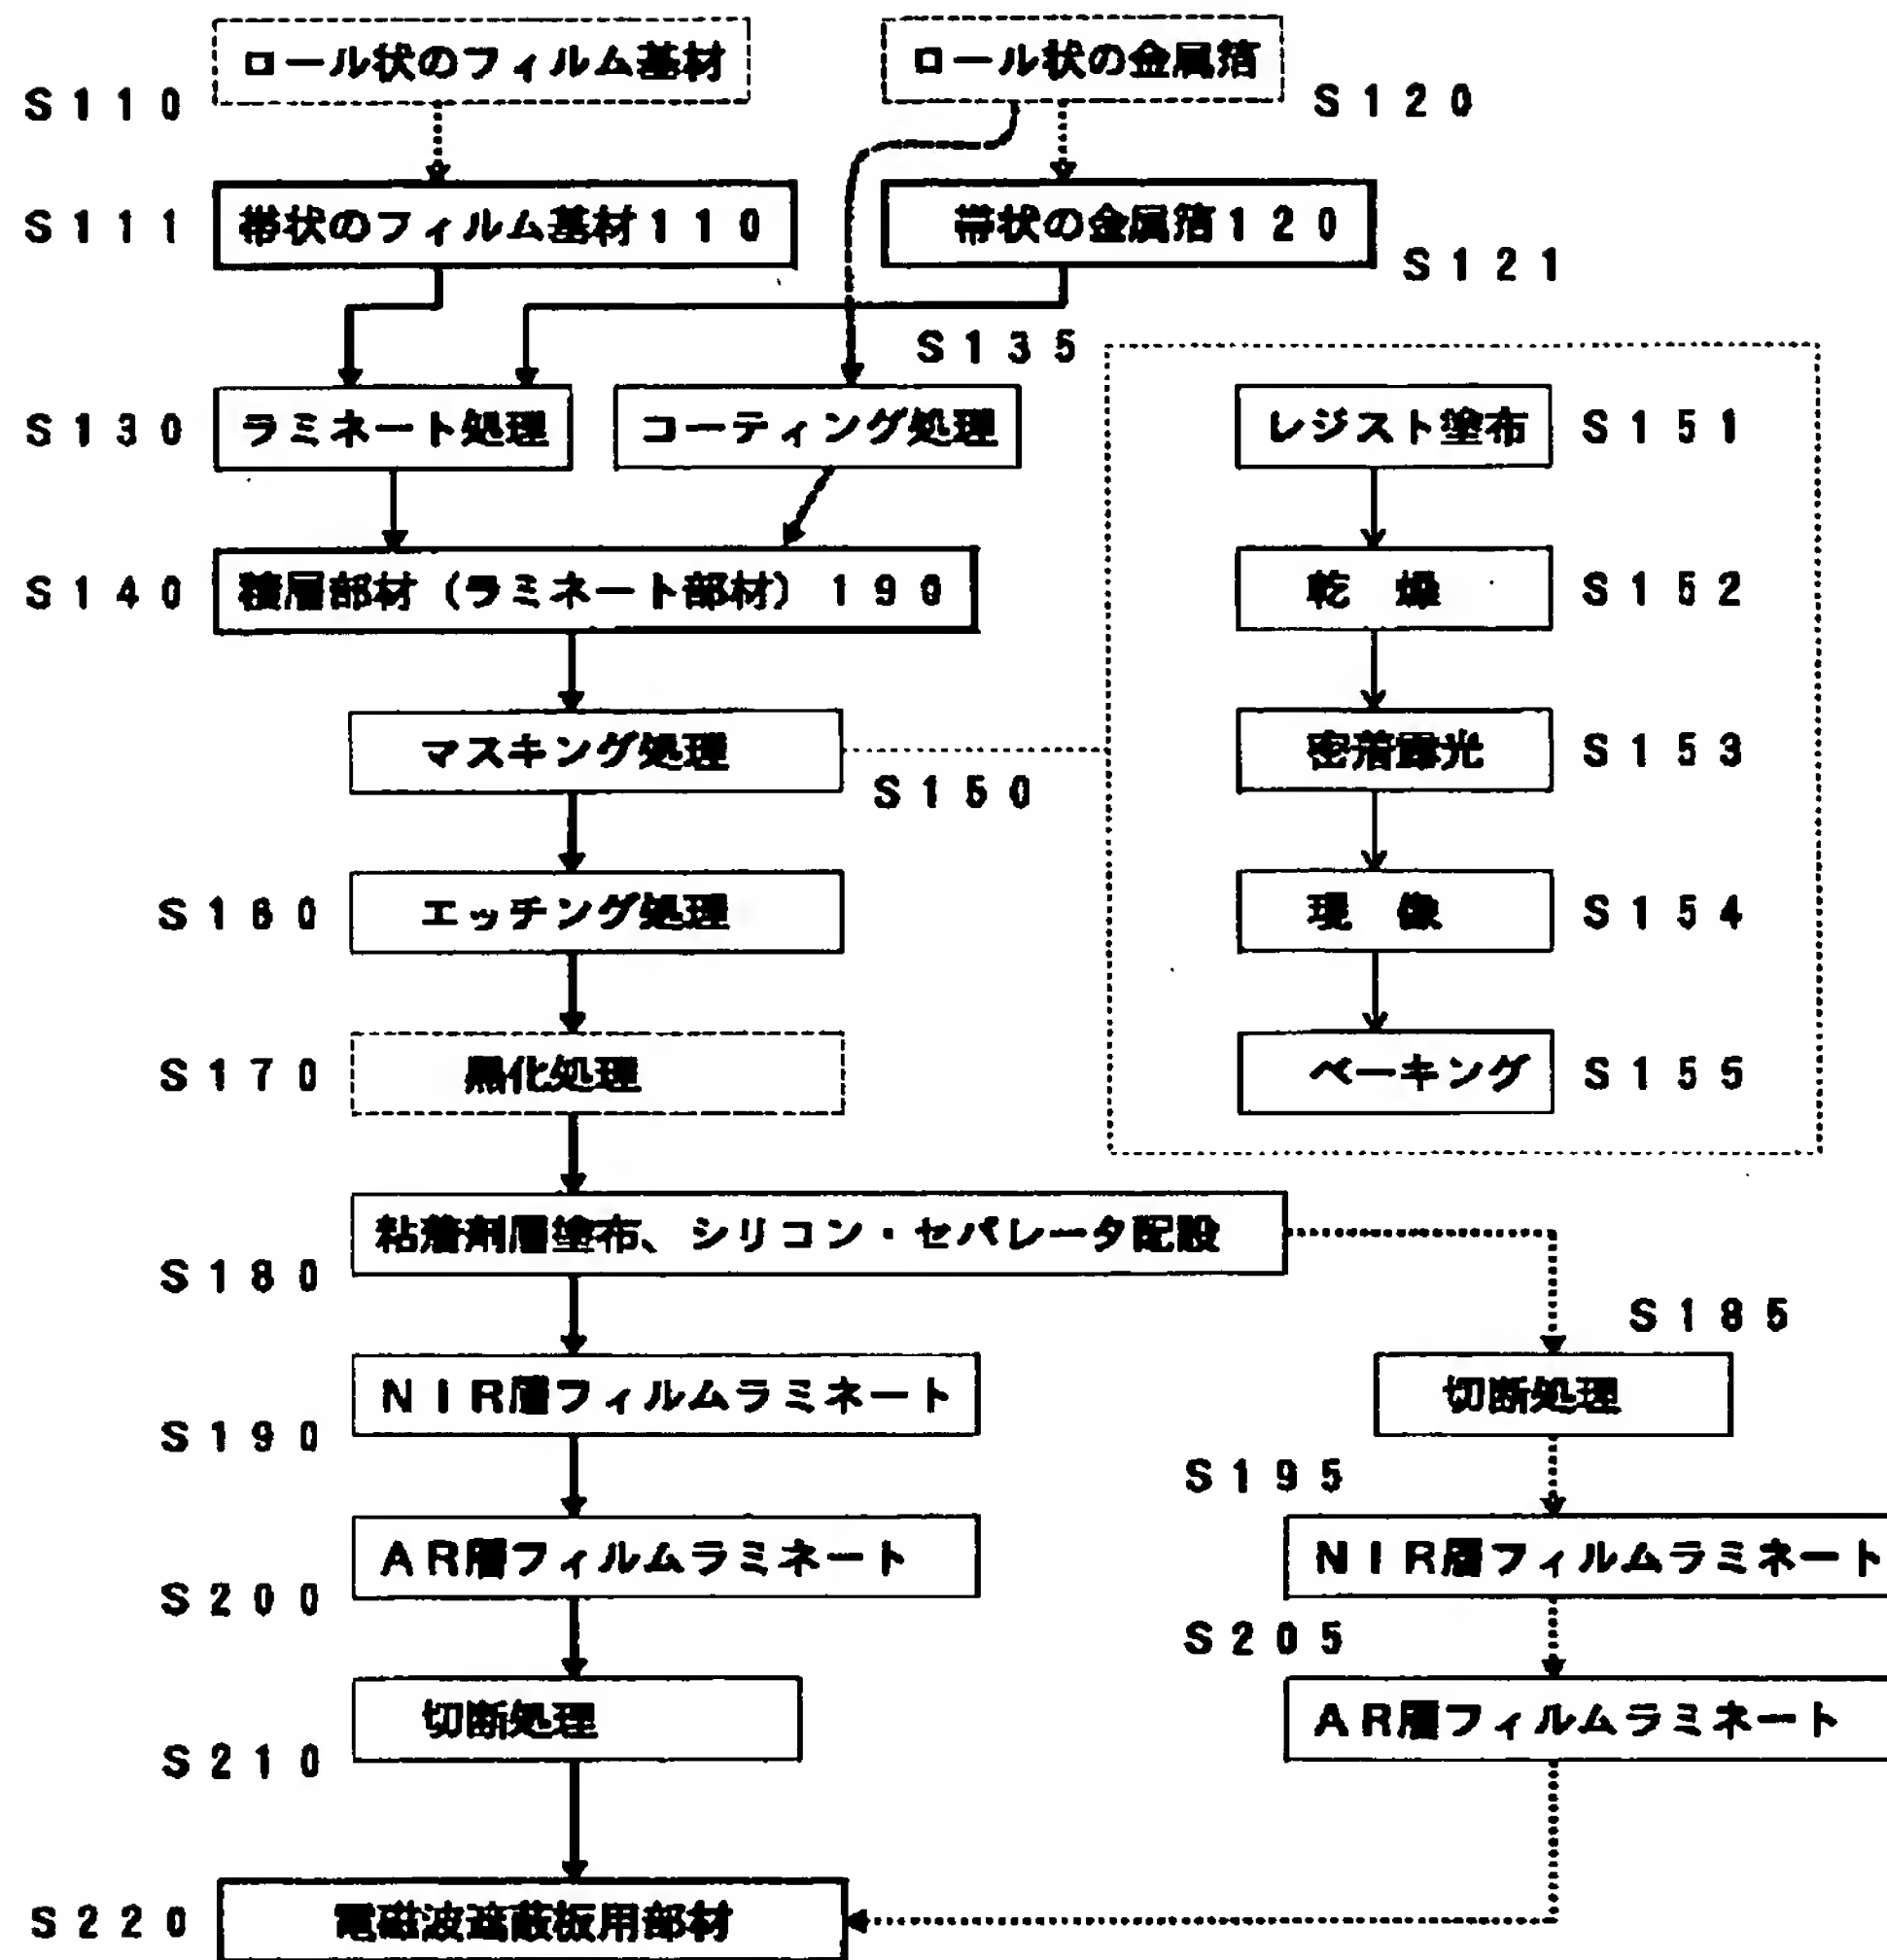 ロール状のフィルム基材
ロール状の金属箔
S110
S120
S111
帯状のフィルム基材110
帯状の金属箔120
S121
S135
S130
ラミネート処理
コーティング処理
レジスト塗布
S151
S140
積層部材（ラミネート部材）190
乾 燥
S152
マスキング処理
S150
密着露光
S153
S160
エッチング処理
現 像
S154
S170
黒化処理
ベーキング
S155
粘着剤層塗布、シリコン・セパレータ配設
S180
S185
NIR層フィルムラミネート
切断処理
S190
S195
AR層フィルムラミネート
NIR層フィルムラミネート
S200
S205
切断処理
AR層フィルムラミネート
S210
S220
電磁波遮蔽板用部材